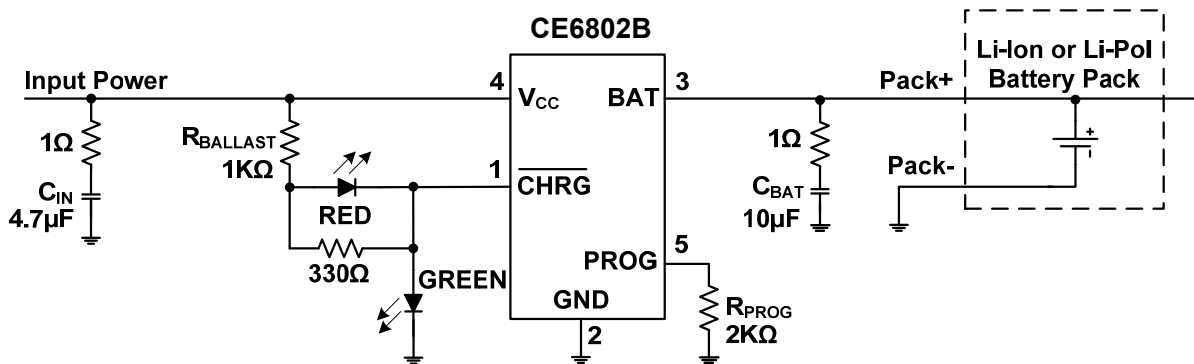 CE6802B
Input Power
4
3
Pack+
Li-Ion or Li-Pol
Battery Pack
VCC
BAT
1Ω
CIN
4.7µF
RBALLAST
1KΩ
1
CHRG
RED
330Ω
GREEN
PROG
5
GND
2
RPROG
2KΩ
1Ω
CBAT
10µF
Pack-
+
-